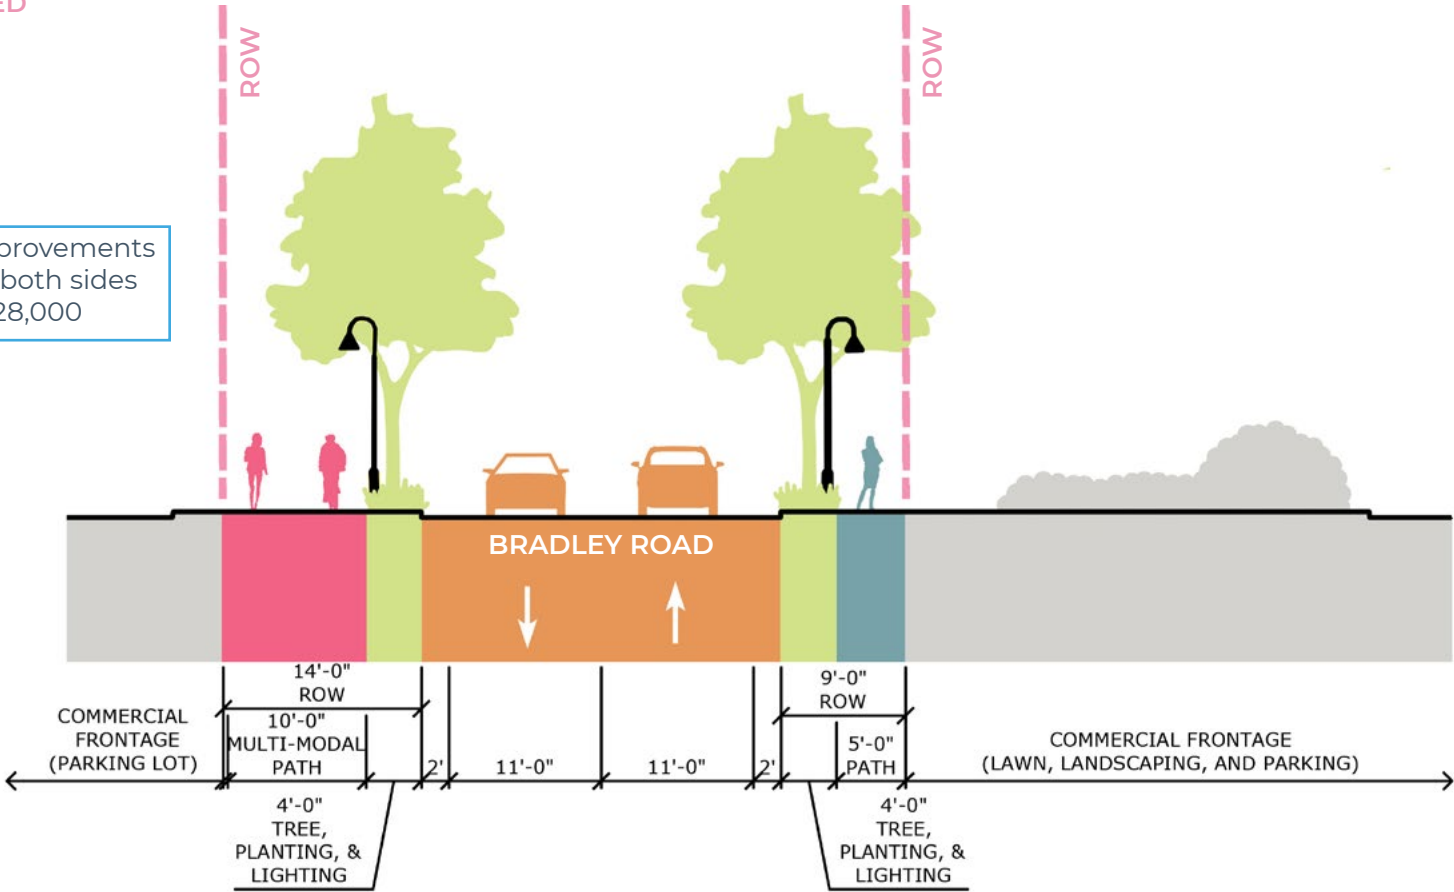 ROW
ROW
both sides
28,000
BRADLEY ROAD
14'-0"
ROW
9'-0"
ROW
COMMERCIAL
FRONTAGE
(PARKING LOT)
10'-0"
MULTI-MODAL
PATH
2'
11'-0"
11'-0"
2'
5'-0"
PATH
COMMERCIAL FRONTAGE
(LAWN, LANDSCAPING, AND PARKING)
4'-0"
TREE,
PLANTING, &
LIGHTING
4'-0"
TREE,
PLANTING, &
LIGHTING